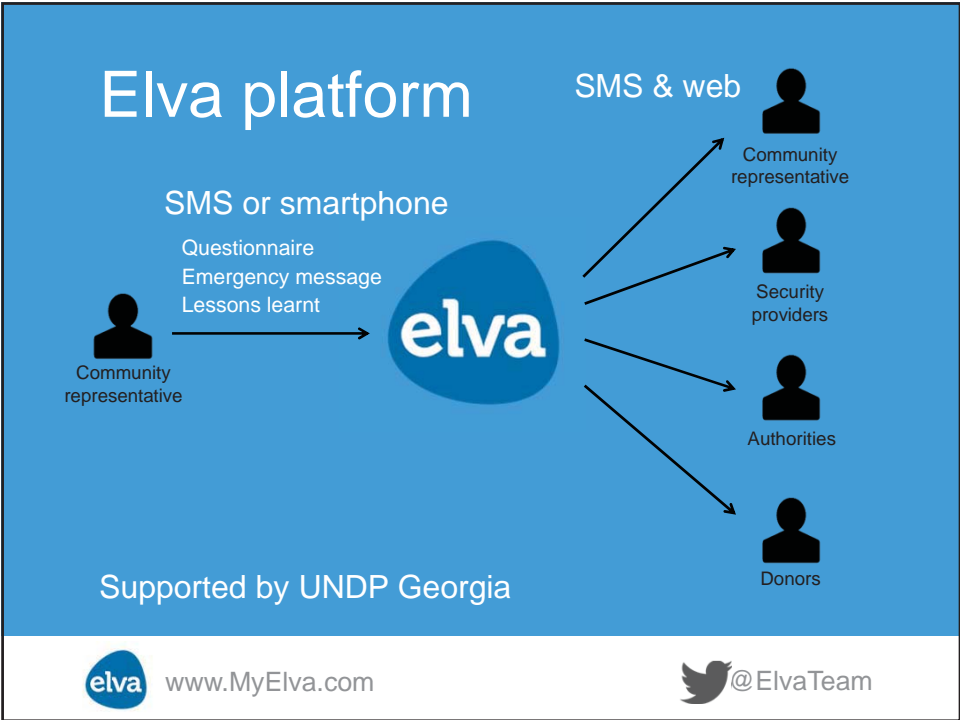 Elva platform
SMS & web
Community
representative
SMS or smartphone
Questionnaire
Emergency message
Lessons learnt
Security
providers
elva
Community
representative
Authorities
Donors
Supported by UNDP Georgia
elva
www.MyElva.com
@ElvaTeam